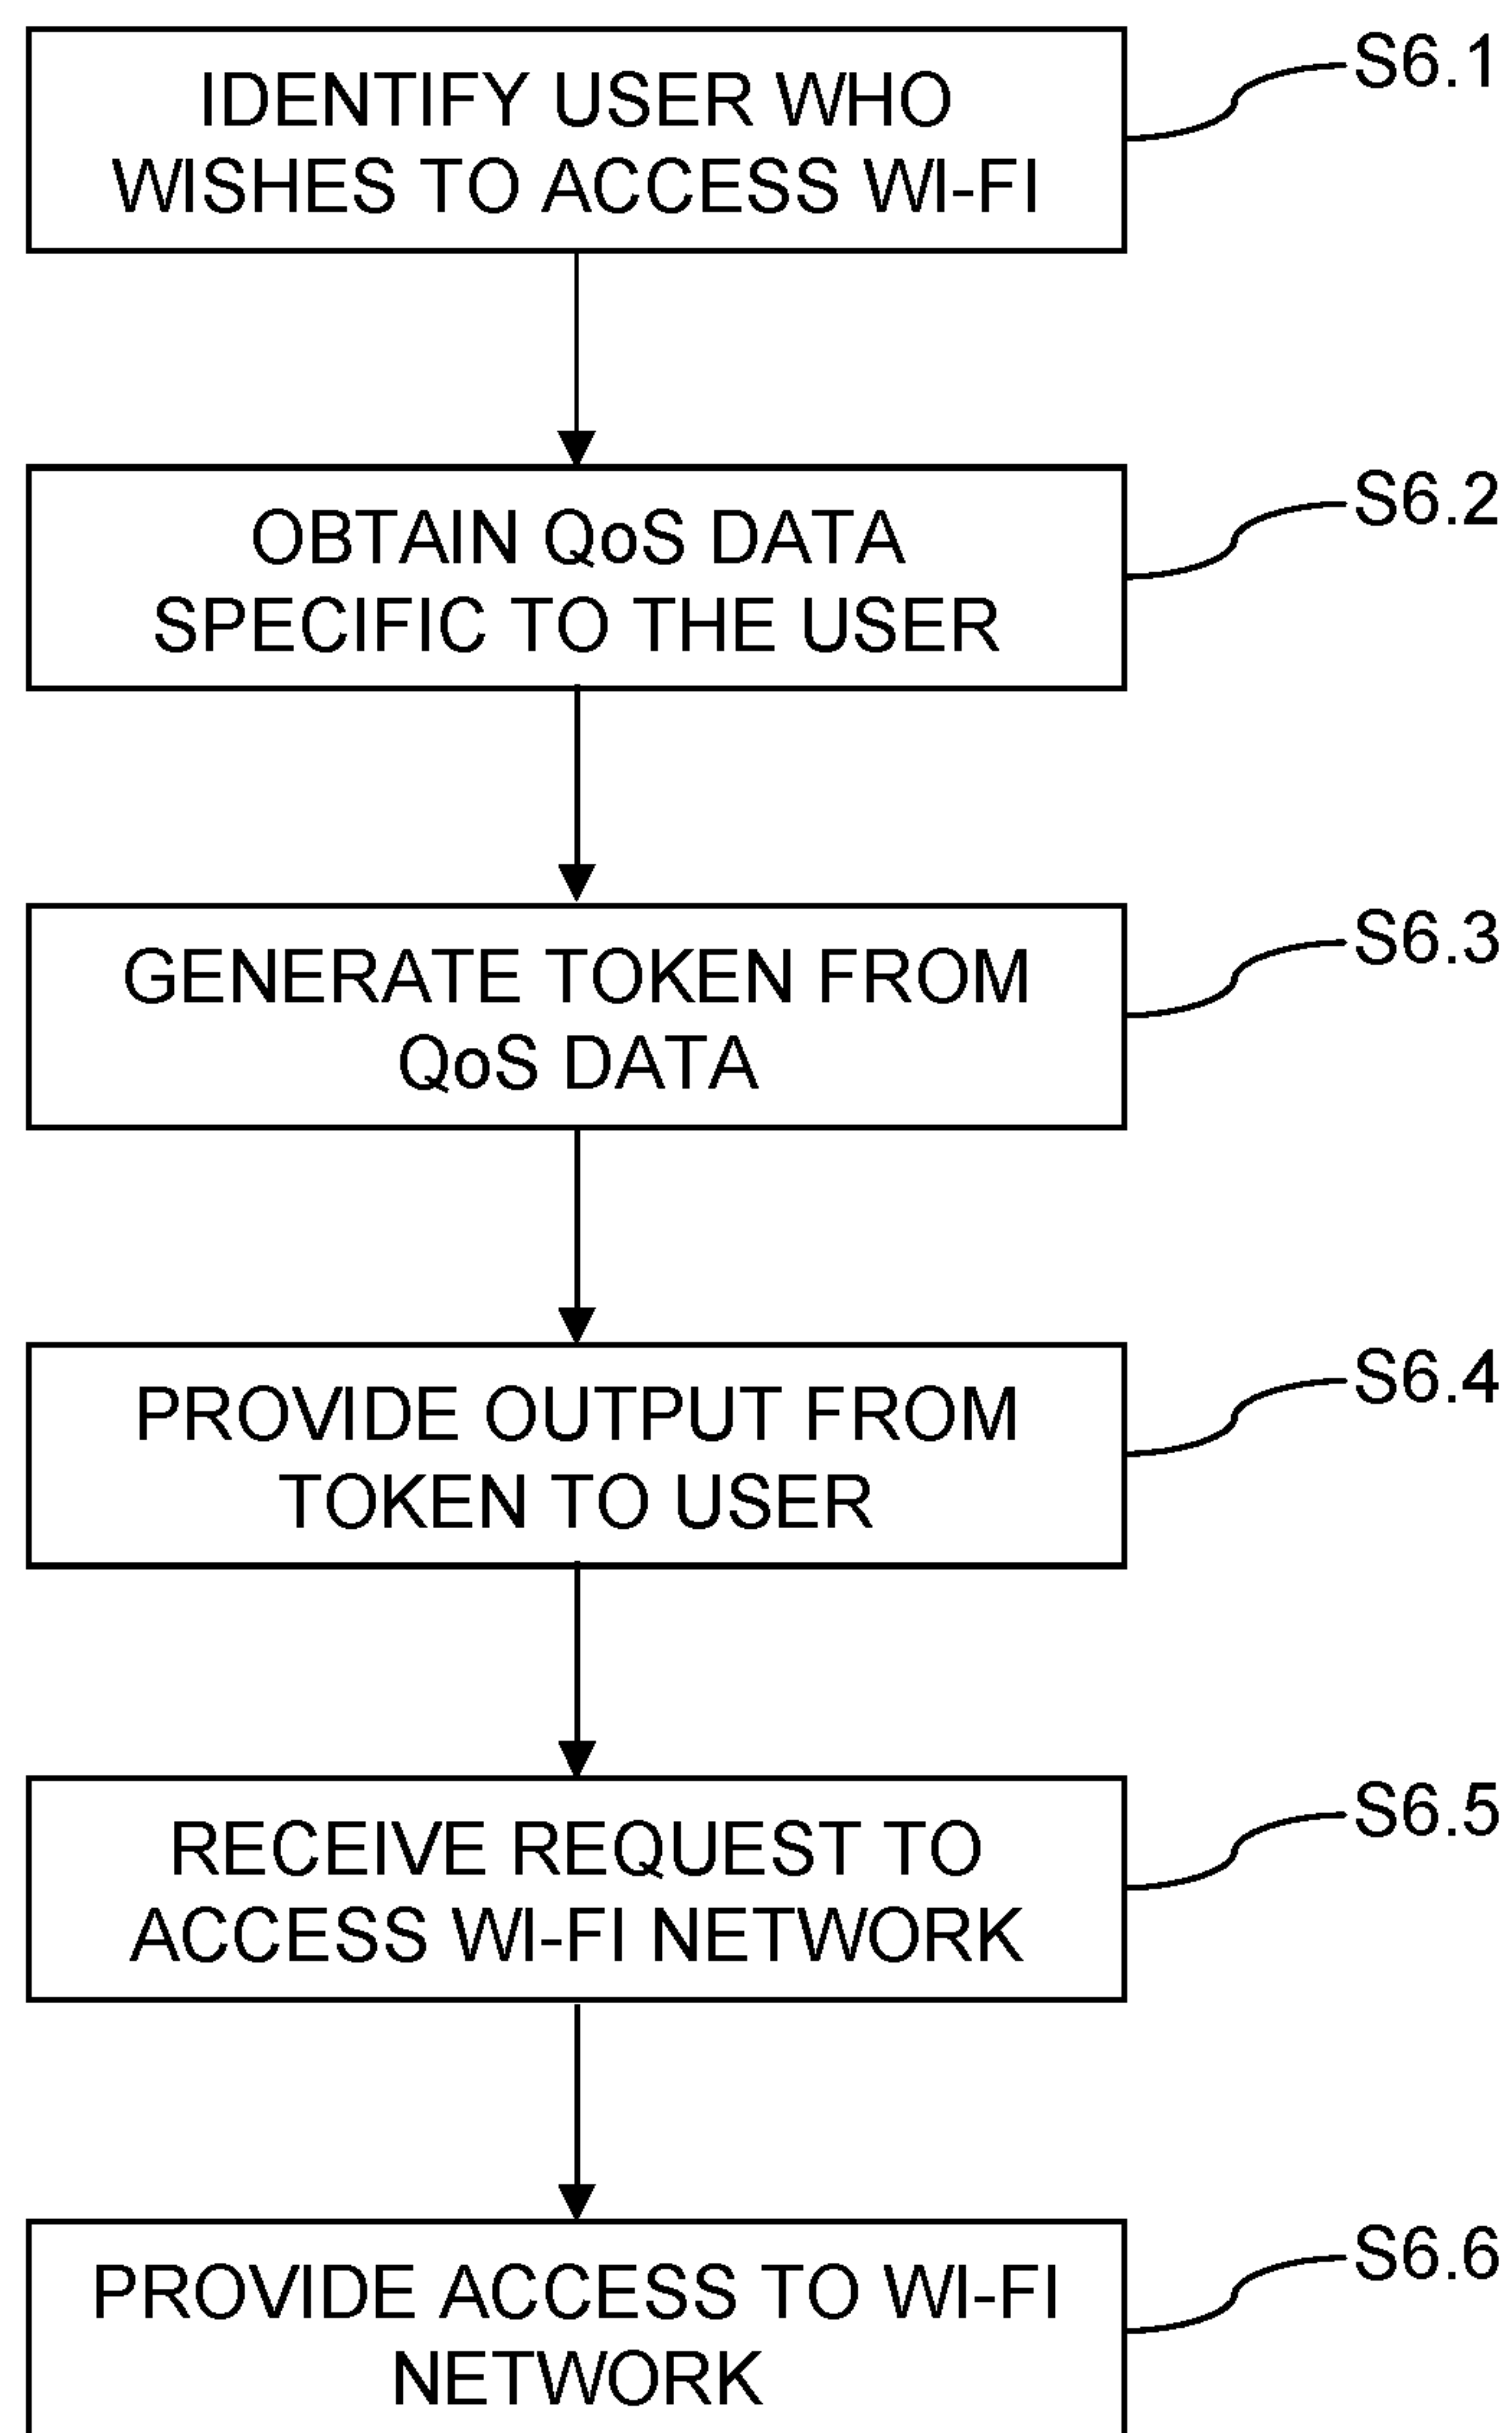 IDENTIFY USER WHO
WISHES TO ACCESS WI-FI
S6.1
OBTAIN QoS DATA
SPECIFIC TO THE USER
S6.2
GENERATE TOKEN FROM
QoS DATA
S6.3
PROVIDE OUTPUT FROM
TOKEN TO USER
S6.4
RECEIVE REQUEST TO
ACCESS WI-FI NETWORK
S6.5
PROVIDE ACCESS TO WI-FI
NETWORK
S6.6